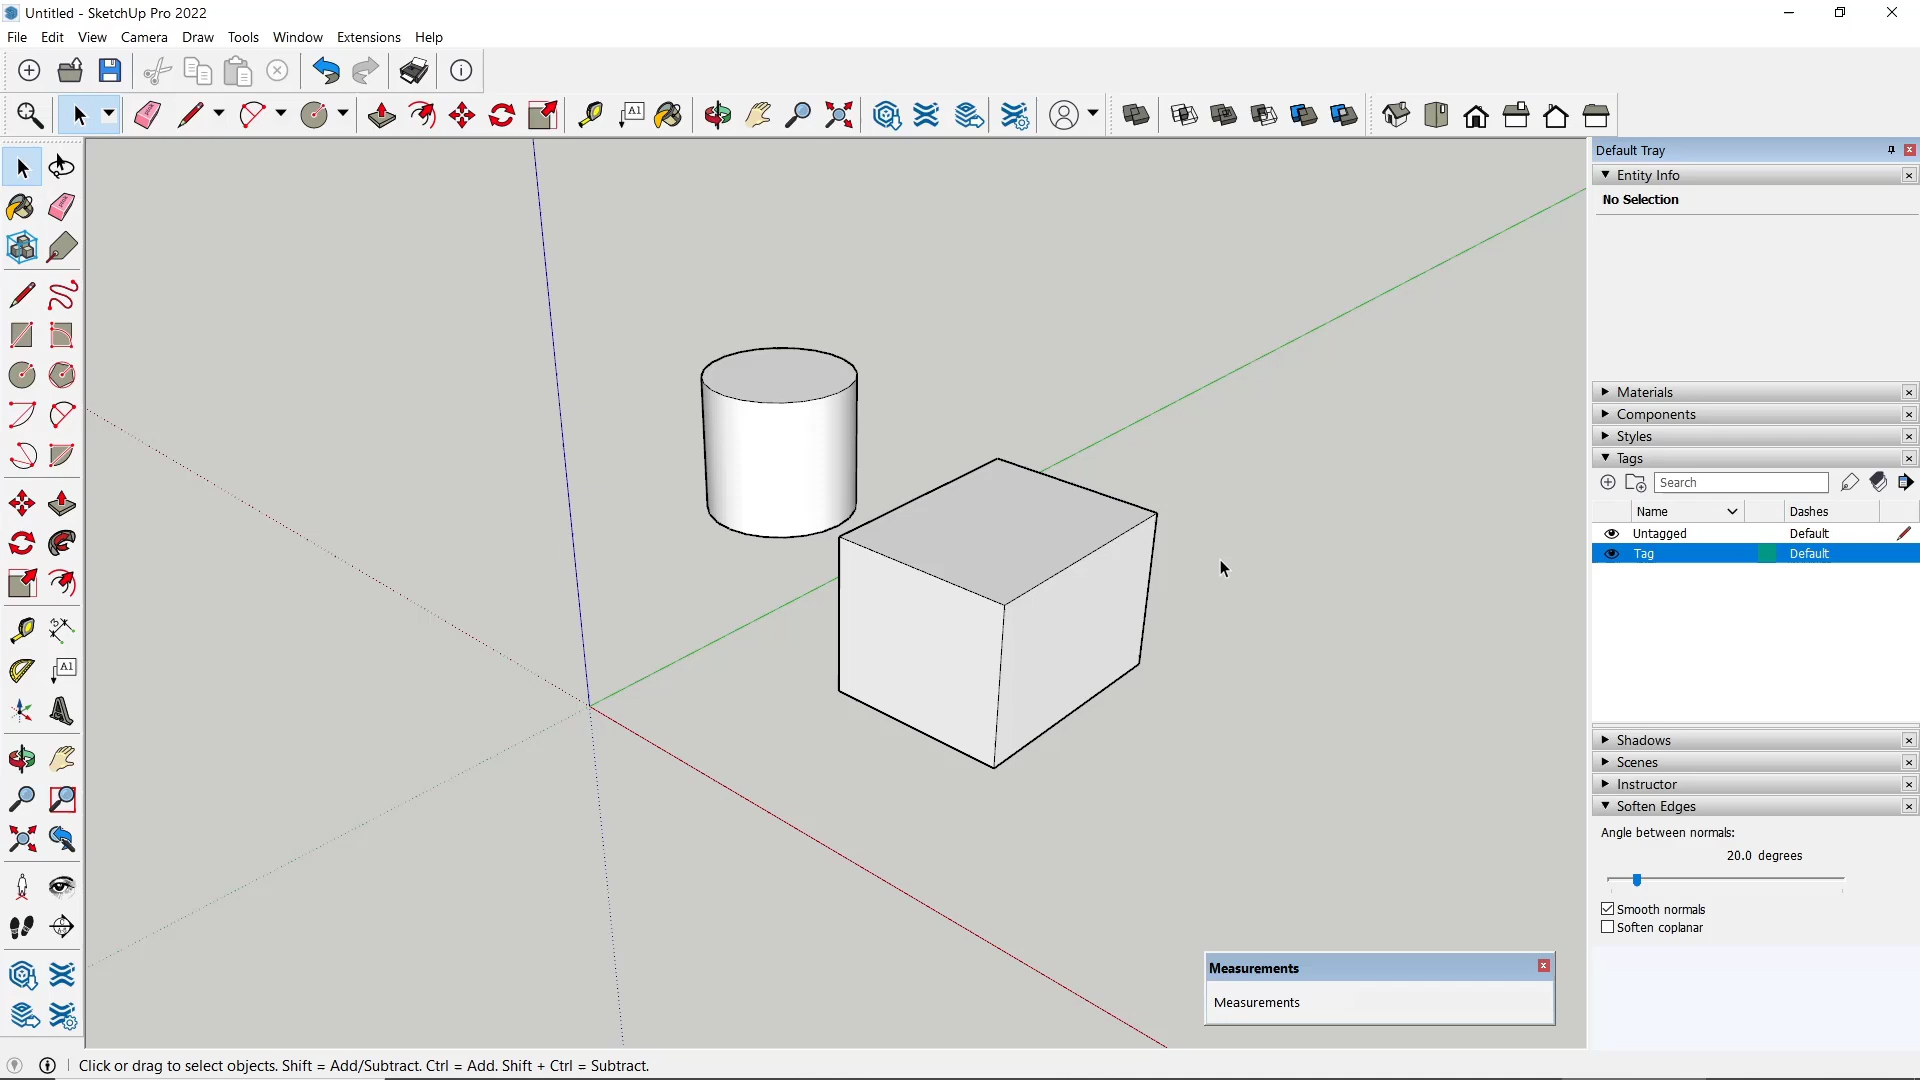 Untitled - SketchUp Pro 2022
File Edit View Camera Draw Tools Window Extensions Help
A1
Default Tray
Entity Info
No Selection
A1
Materials
Components
Styles
Tags
Search
Name Dashes
Untagged Default
Tag Default
Shadows
Scenes
Instructor
Soften Edges
Angle between normals:
20.0 degrees
Smooth normals
Soften coplanar
Measurements
Measurements
Click or drag to select objects. Shift = Add/Subtract. Ctrl = Add. Shift + Ctrl = Subtract.